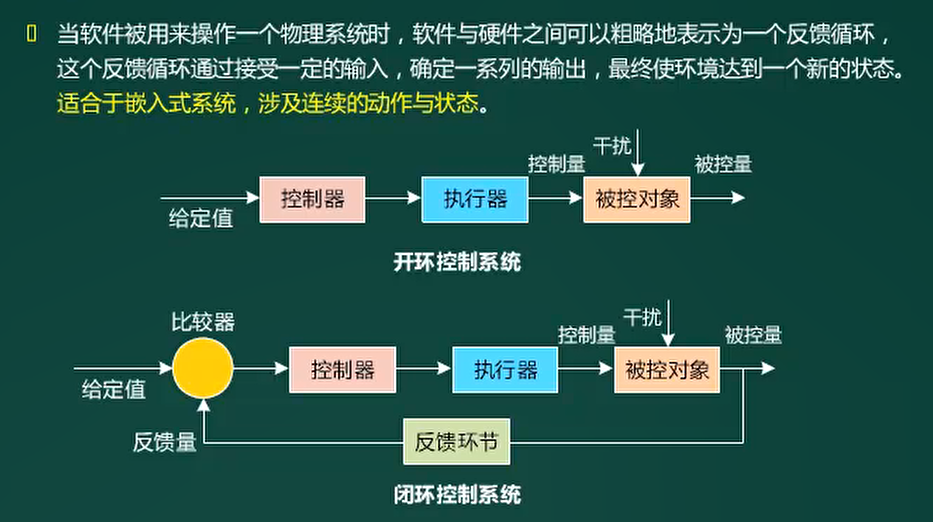 当软件被用来操作一个物理系统时，软件与硬件之间可以粗略地表示为一个反馈循环，
这个反馈循环通过接受一定的输入，确定一系列的输出，最终使环境达到一个新的状态。
适合于嵌入式系统，涉及连续的动作与状态。
干扰
控制量
被控量
控制器
执行器
被控对象
给定值
开环控制系统
比较器
干扰
控制量
被控量
控制器
执行器
被控对象
给定值
反馈量
反馈环节
闭环控制系统